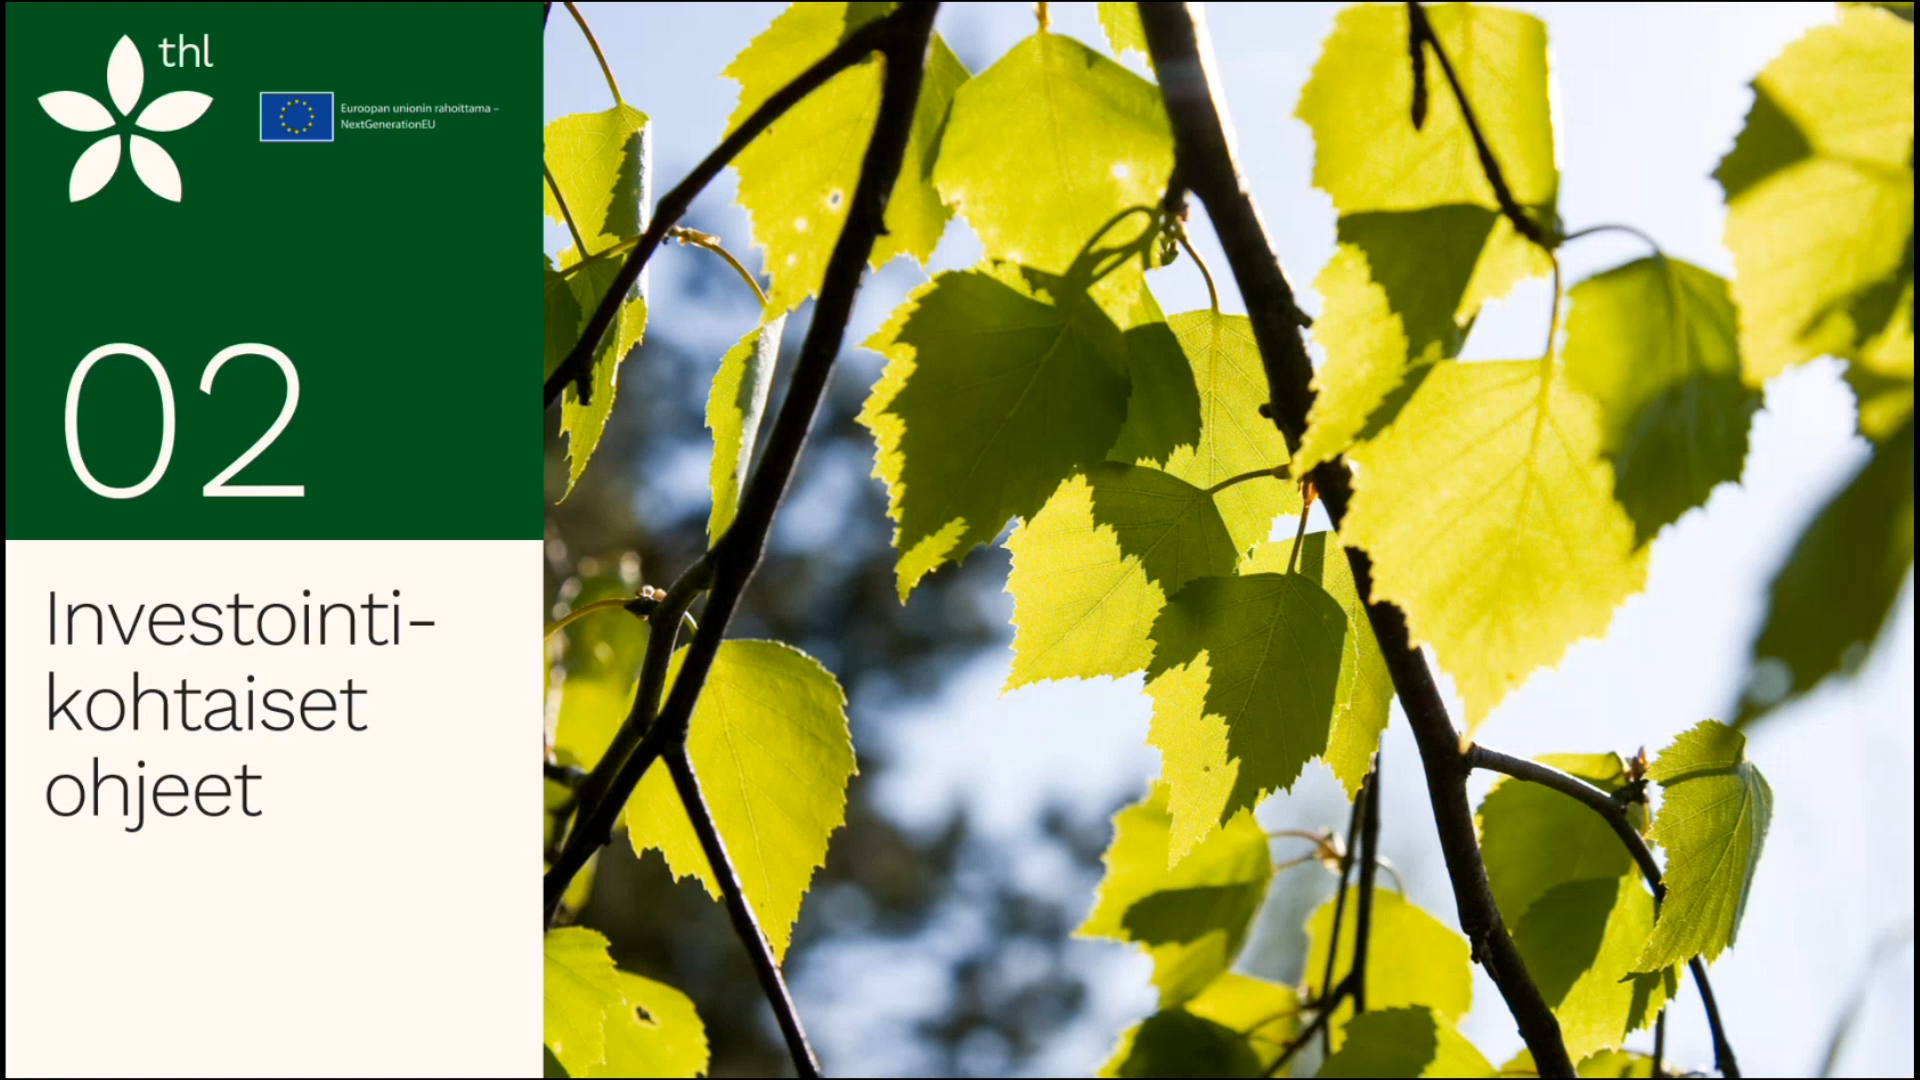 thl
Euroopan unionin rahoittama –
NextGenerationEU
02
Investointi-
kohtaiset
ohjeet